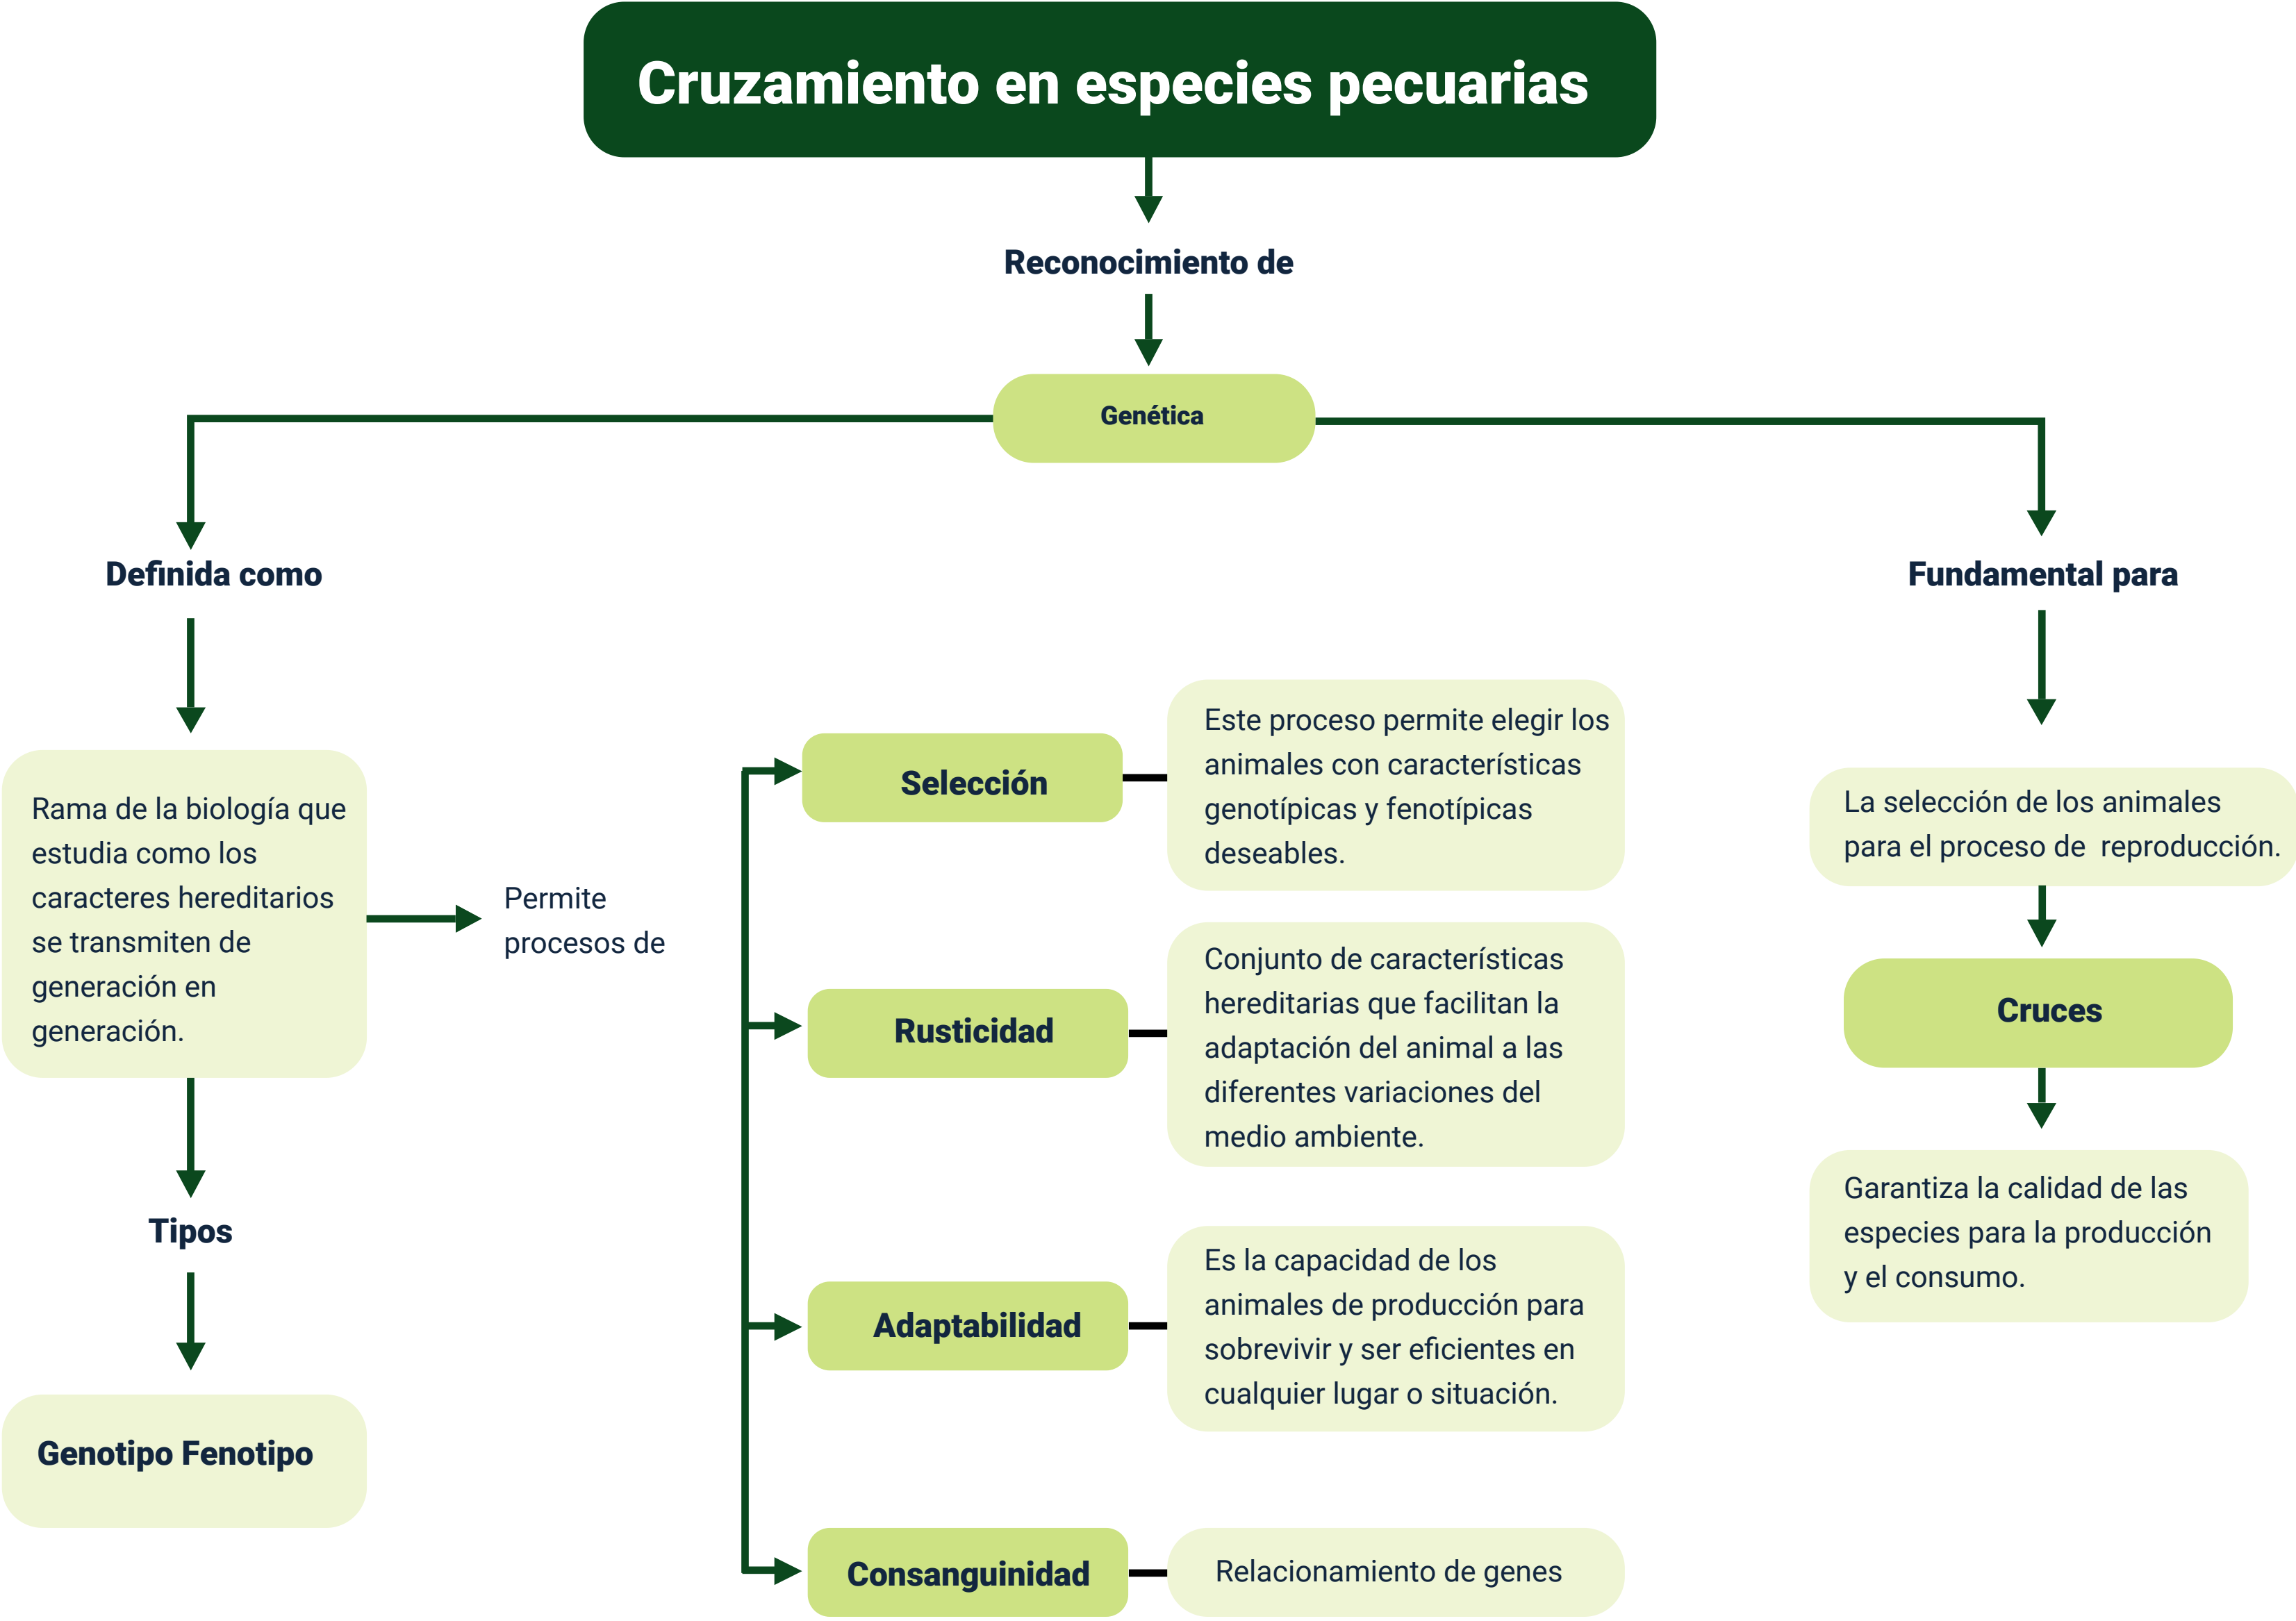 Cruzamiento en especies pecuarias
Reconocimiento de
Genética
Definida como
Rama de la biología que
estudia como los
caracteres hereditarios
se transmiten de
generación en
generación.
Tipos
Genotipo Fenotipo
Permite
procesos de
Selección
Este proceso permite elegir los
animales con características
genotípicas y fenotípicas
deseables.
Rusticidad
Conjunto de características
hereditarias que facilitan la
adaptación del animal a las
diferentes variaciones del
medio ambiente.
Adaptabilidad
Es la capacidad de los
animales de producción para
sobrevivir y ser eficientes en
cualquier lugar o situación.
Consanguinidad
Relacionamiento de genes
Fundamental para
La selección de los animales
para el proceso de  reproducción.
Cruces
Garantiza la calidad de las
especies para la producción
y el consumo.